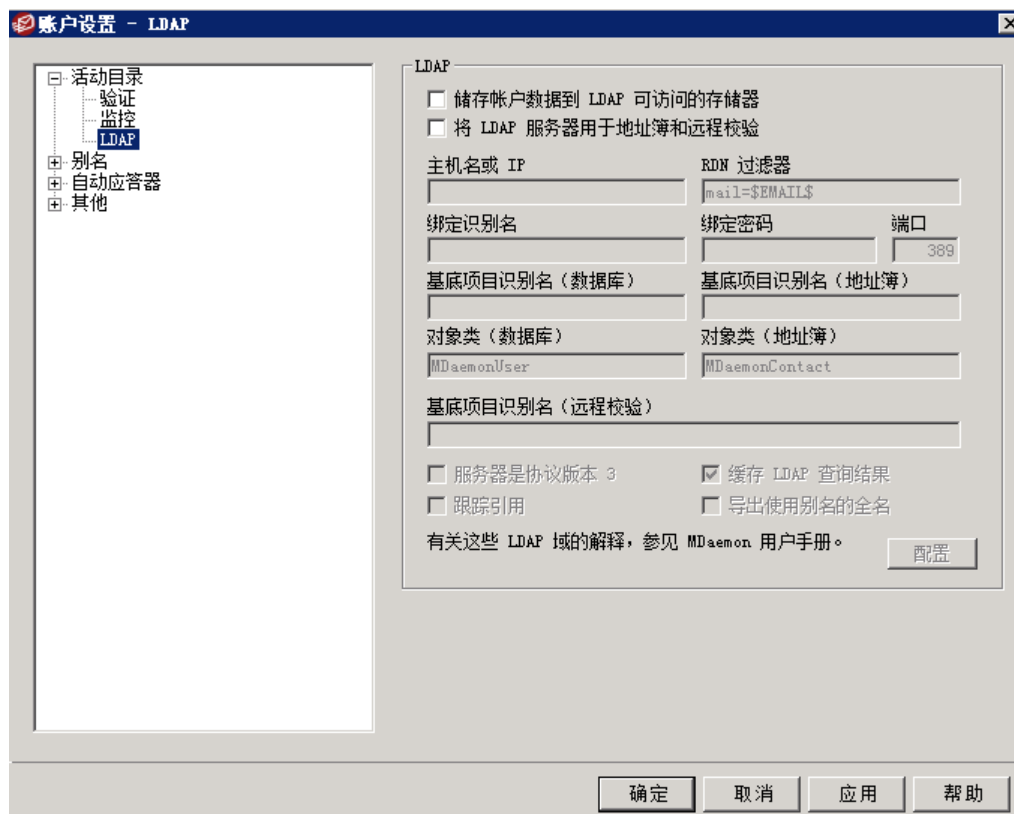 账户设置 - LDAP
活动目录
验证
监控
LDAP
别名
自动应答器
其他
LDAP
储存帐户数据到 LDAP 可访问的存储器
将 LDAP 服务器用于地址簿和远程校验
主机名或 IP
RDN 过滤器
mail=$EMAIL$
绑定识别名
绑定密码
端口
389
基底项目识别名（数据库）
基底项目识别名（地址簿）
对象类（数据库）
对象类（地址簿）
MDaemonUser
MDaemonContact
基底项目识别名（远程校验）
服务器是协议版本 3
缓存 LDAP 查询结果
跟踪引用
导出使用别名的全名
有关这些 LDAP 域的解释，参见 MDaemon 用户手册。
配置
确定
取消
应用
帮助